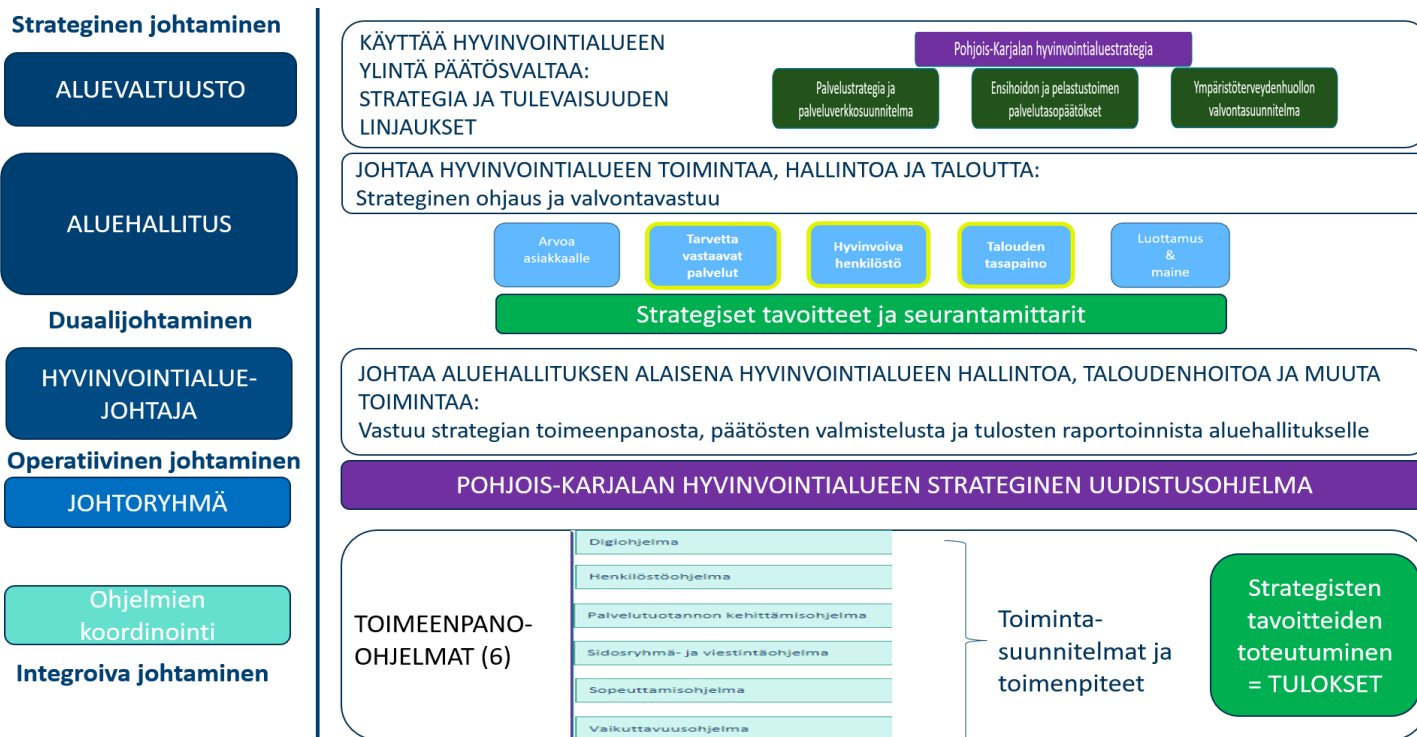 Strateginen johtaminen
ALUEVALTUUSTO
ALUEHALLITUS
Duaalijohtaminen
HYVINVOINTIALUE-
JOHTAJA
Operatiivinen johtaminen
JOHTORYHMÄ
Ohjelmien
koordinointi
Integroiva johtaminen
KÄYTTÄÄ HYVINVOINTIALUEEN
YLINTÄ PÄÄTÖSVALTAA:
STRATEGIA JA TULEVAISUUDEN
LINJAUKSET
Pohjois-Karjalan hyvinvointialuestrategia
Palvelustrategia ja
palveluverkkosuunnitelma
Ensihoidon ja pelastustoimen
palvelutasopäätökset
Ympäristöterveydenhuollon
valvontasuunnitelma
JOHTAA HYVINVOINTIALUEEN TOIMINTAA, HALLINTOA JA TALOUTTA:
Strateginen ohjaus ja valvontavastuu
Arvoa
asiakkaalle
Tarvetta
vastaavat
palvelut
Hyvinvoiva
henkilöstö
Talouden
tasapaino
Luottamus
&
maine
Strategiset tavoitteet ja seurantamittarit
JOHTAA ALUEHALLITUKSEN ALAISENA HYVINVOINTIALUEEN HALLINTOA, TALOUDENHOITOA JA MUUTA
TOIMINTAA:
Vastuu strategian toimeenpanosta, päätösten valmistelusta ja tulosten raportoinnista aluehallitukselle
POHJOIS-KARJALAN HYVINVOINTIALUEEN STRATEGINEN UUDISTUSOHJELMA
TOIMEENPANO-
OHJELMAT (6)
Digiohjelma
Henkilöstöohjelma
Palvelutuotannon kehittämisohjelma
Sidosryhmä- ja viestintäohjelma
Sopeuttamisohjelma
Vaikuttavuusohjelma
Toiminta-
suunnitelmat ja
toimenpiteet
Strategisten
tavoitteiden
toteutuminen
= TULOKSET